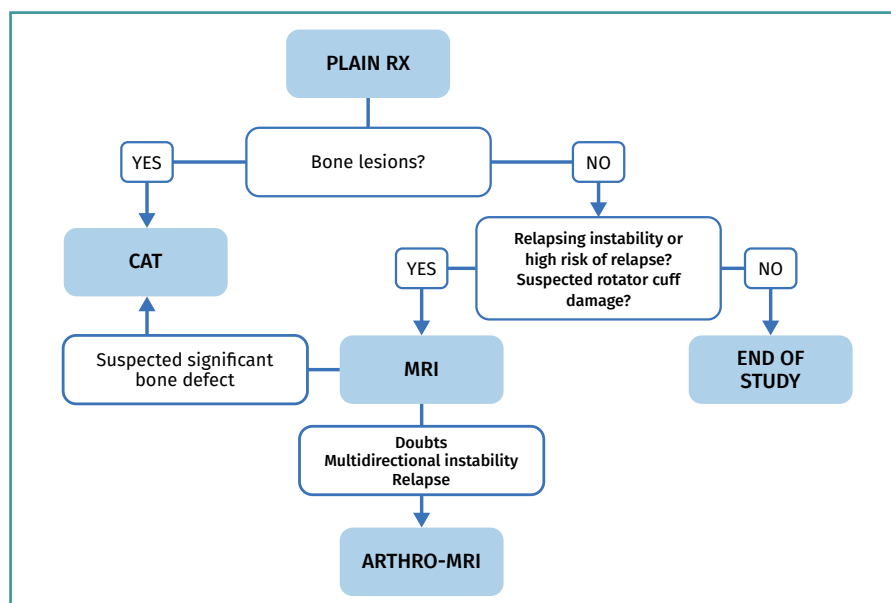 PLAIN RX
Bone lesions?
YES
NO
CAT
Relapsing instability or
high risk of relapse?
Suspected rotator cuff
damage?
YES
NO
Suspected significant
bone defect
MRI
END OF
STUDY
Doubts
Multidirectional instability
Relapse
ARTHRO-MRI